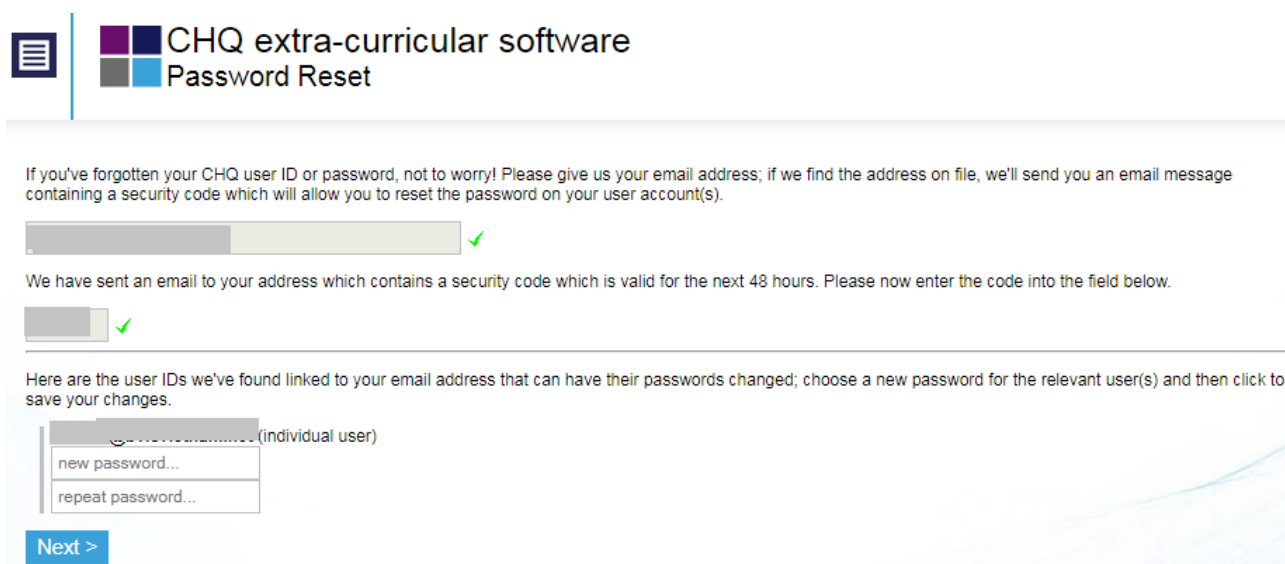 CHQ extra-curricular software
Password Reset
If you've forgotten your CHQ user ID or password, not to worry! Please give us your email address; if we find the address on file, we'll send you an email message
containing a security code which will allow you to reset the password on your user account(s).
We have sent an email to your address which contains a security code which is valid for the next 48 hours. Please now enter the code into the field below.
Here are the user IDs we've found linked to your email address that can have their passwords changed; choose a new password for the relevant user(s) and then click to
save your changes.
(individual user)
new password...
repeat password...
Next >